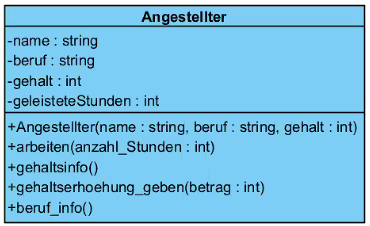 Angestellter
-name : string
-beruf : string
-gehalt : int
-geleisteteStunden : int
+Angestellter(name : string, beruf : string, gehalt : int)
+arbeiten(anzahl_Stunden : int)
+gehaltsinfo()
+gehaltserhoehung_geben(betrag : int)
+beruf_info()